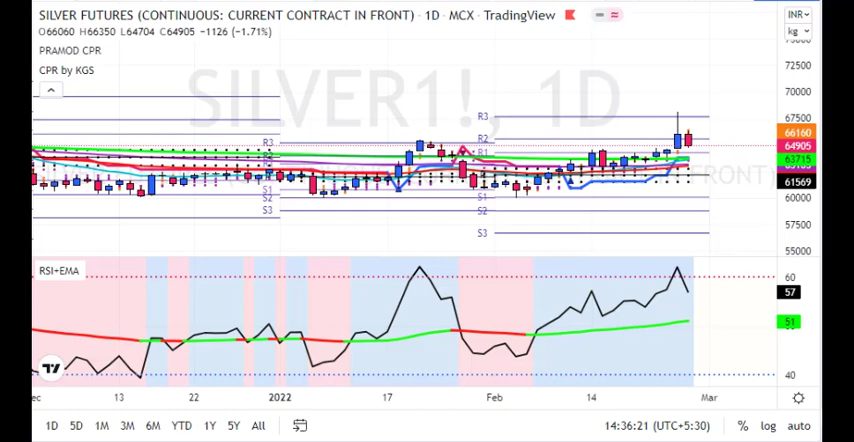 SILVER FUTURES (CONTINUOUS: CURRENT CONTRACT IN FRONT) · 1D · MCX · TradingView
O66060 H66350 L64704 C64905 −1126 (−1.71%)
PRAMOD CPR
CPR by KGS
SILVER1!, 1D
INR
kg
72500
70000
67500
66160
64905
63715
61569
60000
57500
55000
R3
R2
R1
S1
S2
S3
R3
R2
R1
S1
S2
S3
RSI+EMA
60
57
51
40
13
22
2022
17
Feb
14
Mar
1D 5D 1M 3M 6M YTD 1Y 5Y All
14:36:21 (UTC+5:30)
% log auto